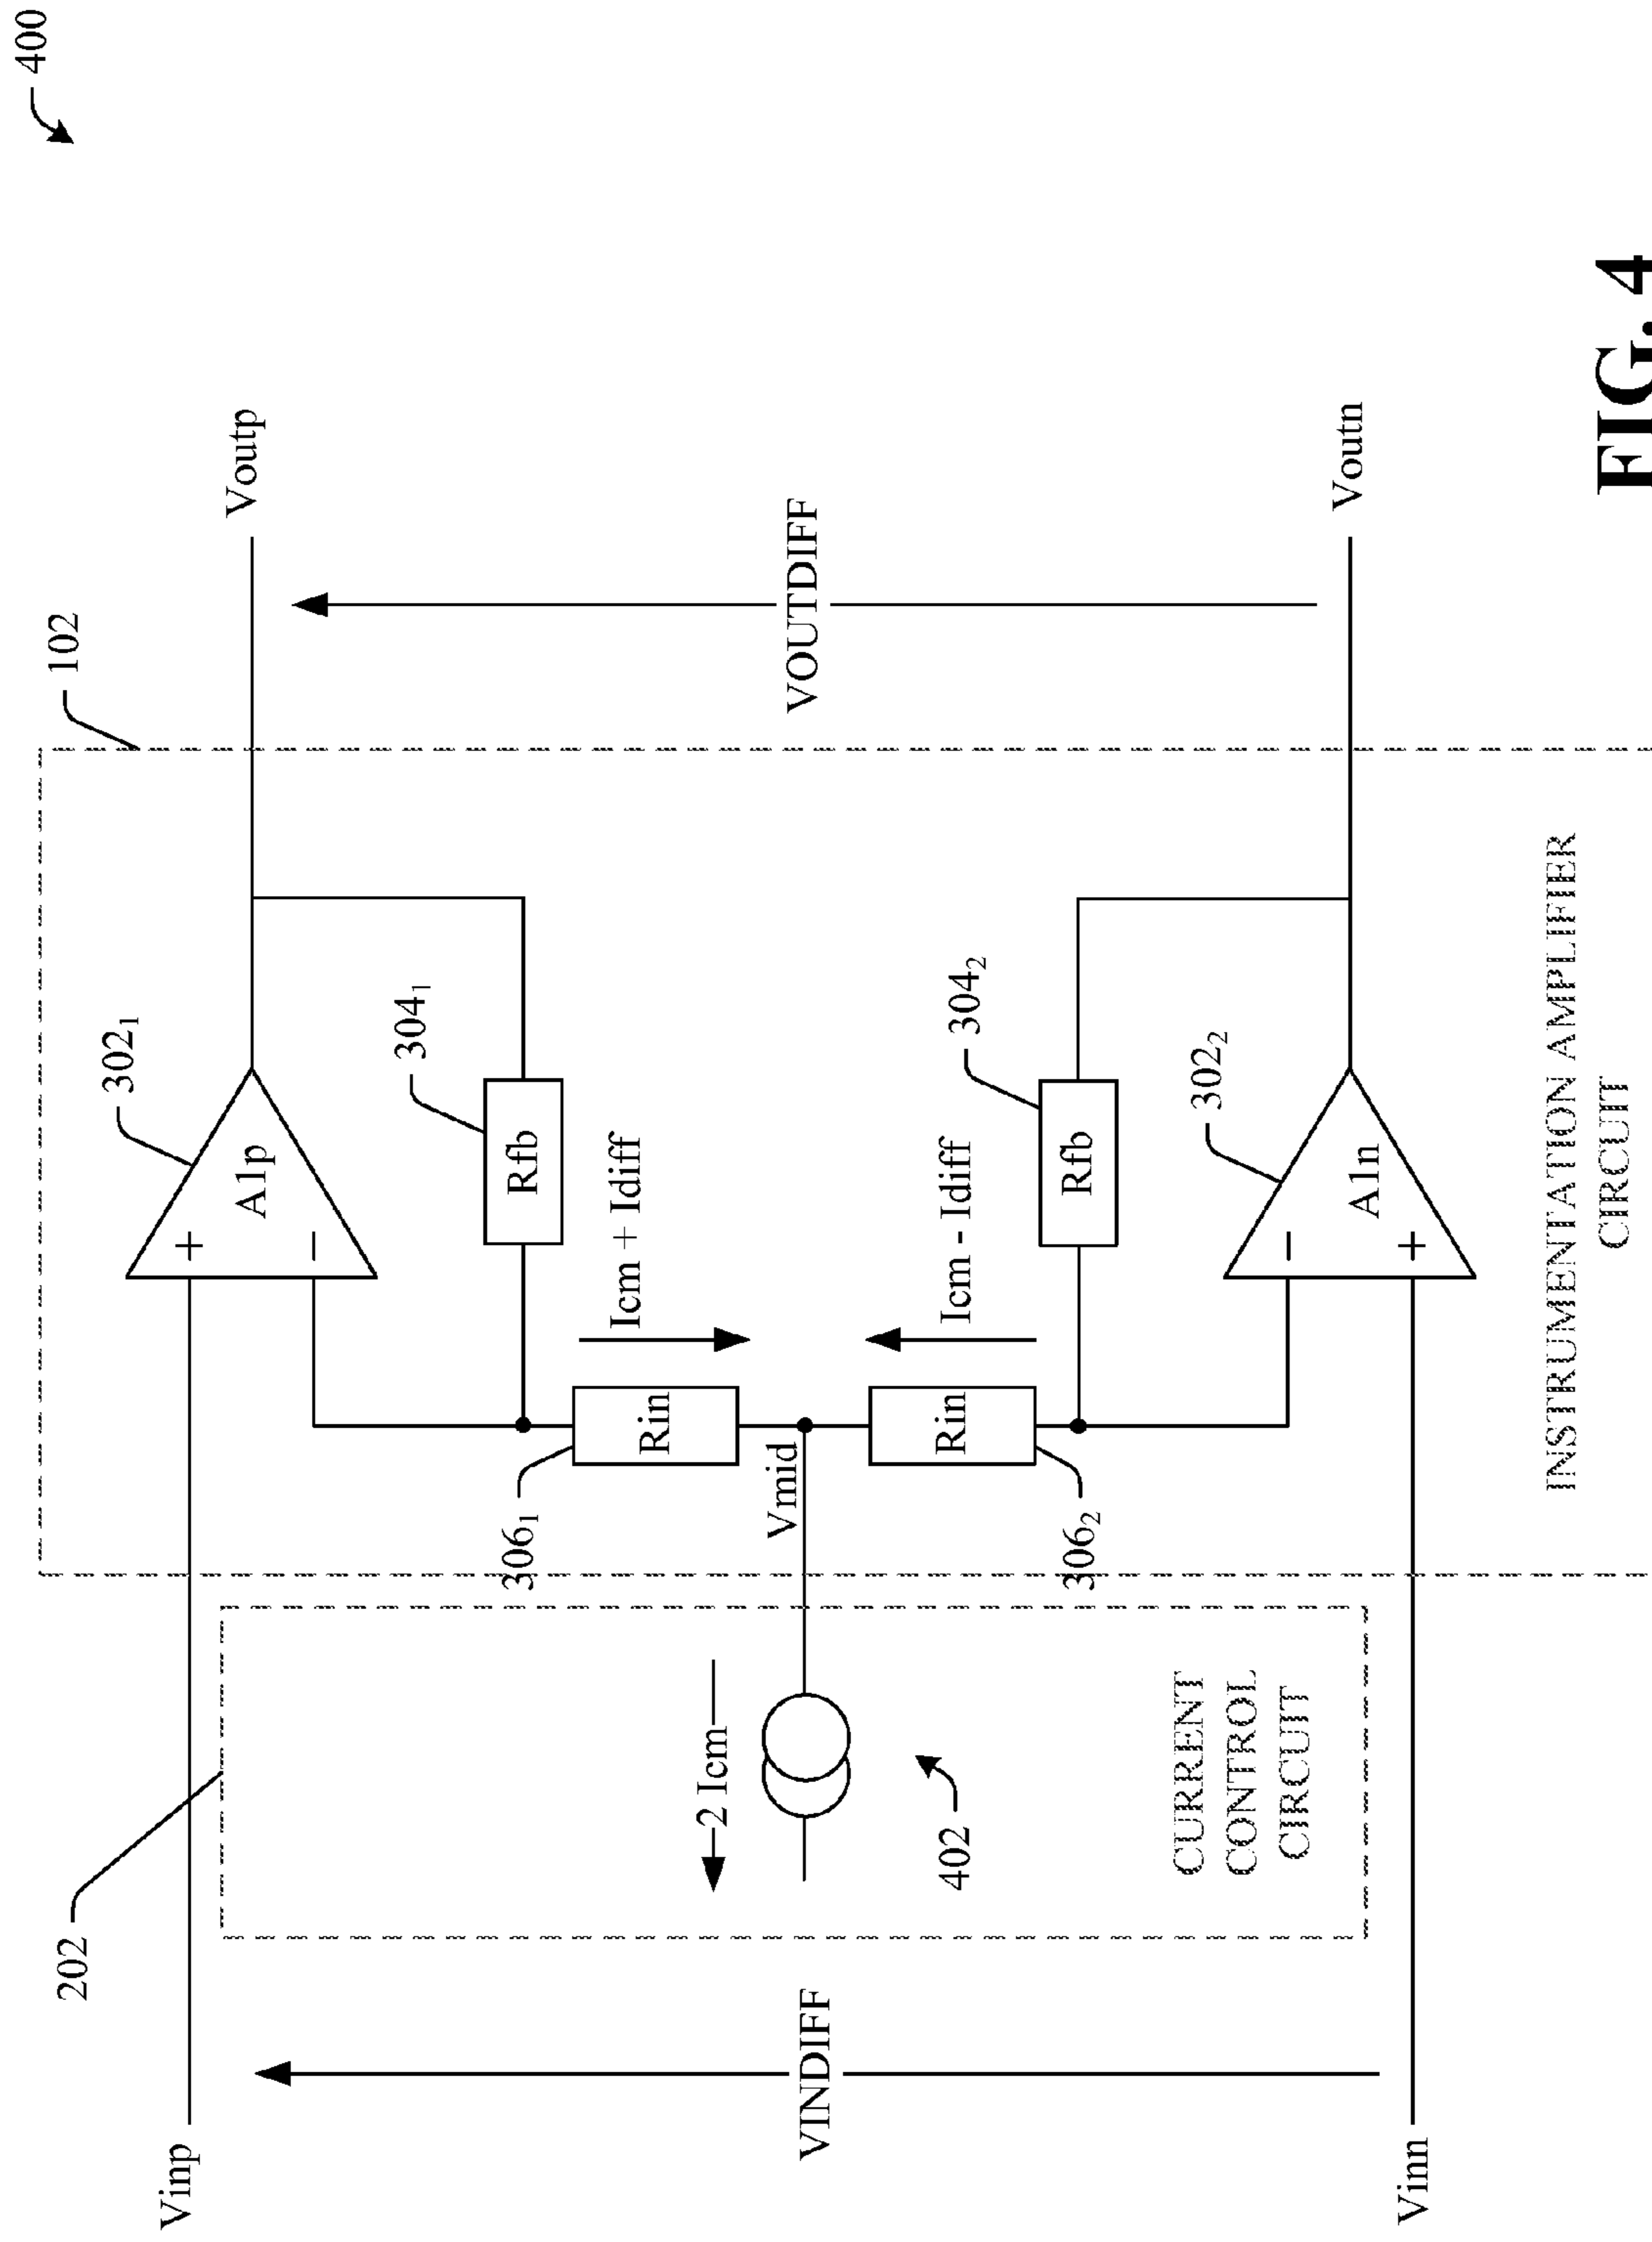 400
102
202
Vinp
Vinn
VINDIFF
2 Icm
402
CURRENT
CONTROL
CIRCUIT
302₁
A1p
+
−
304₁
Rfb
Icm + Idiff
306₁
Rin
Vmid
Rin
306₂
Icm - Idiff
Rfb
304₂
302₂
A1n
−
+
INSTRUMENTATION AMPLIFIER
CIRCUIT
Voutp
VOUTDIFF
Voutn
FIG. 4